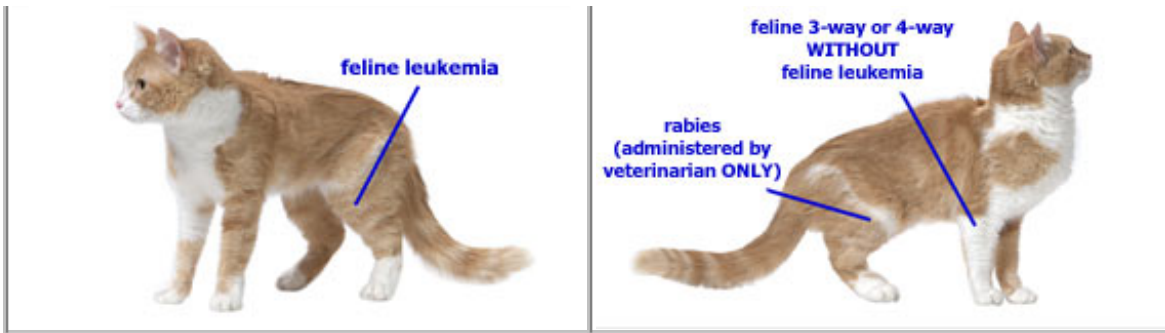 feline leukemia
feline 3-way or 4-way
WITHOUT
feline leukemia
rabies
(administered by
veterinarian ONLY)